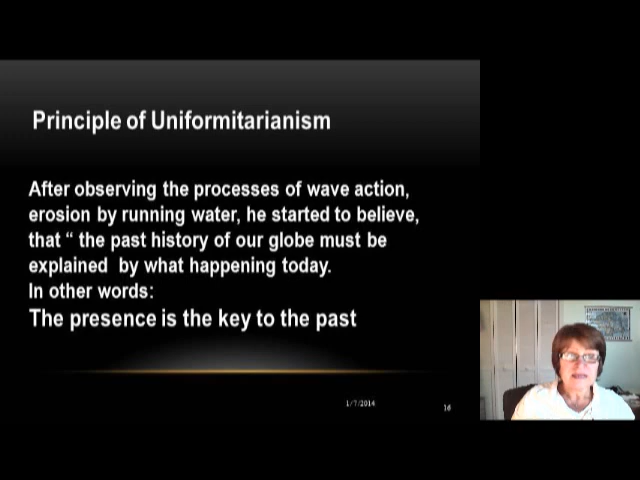 Principle of Uniformitarianism
After observing the processes of wave action,
erosion by running water, he started to believe,
that “ the past history of our globe must be
explained by what happening today.
In other words:
The presence is the key to the past
1/7/2014
16